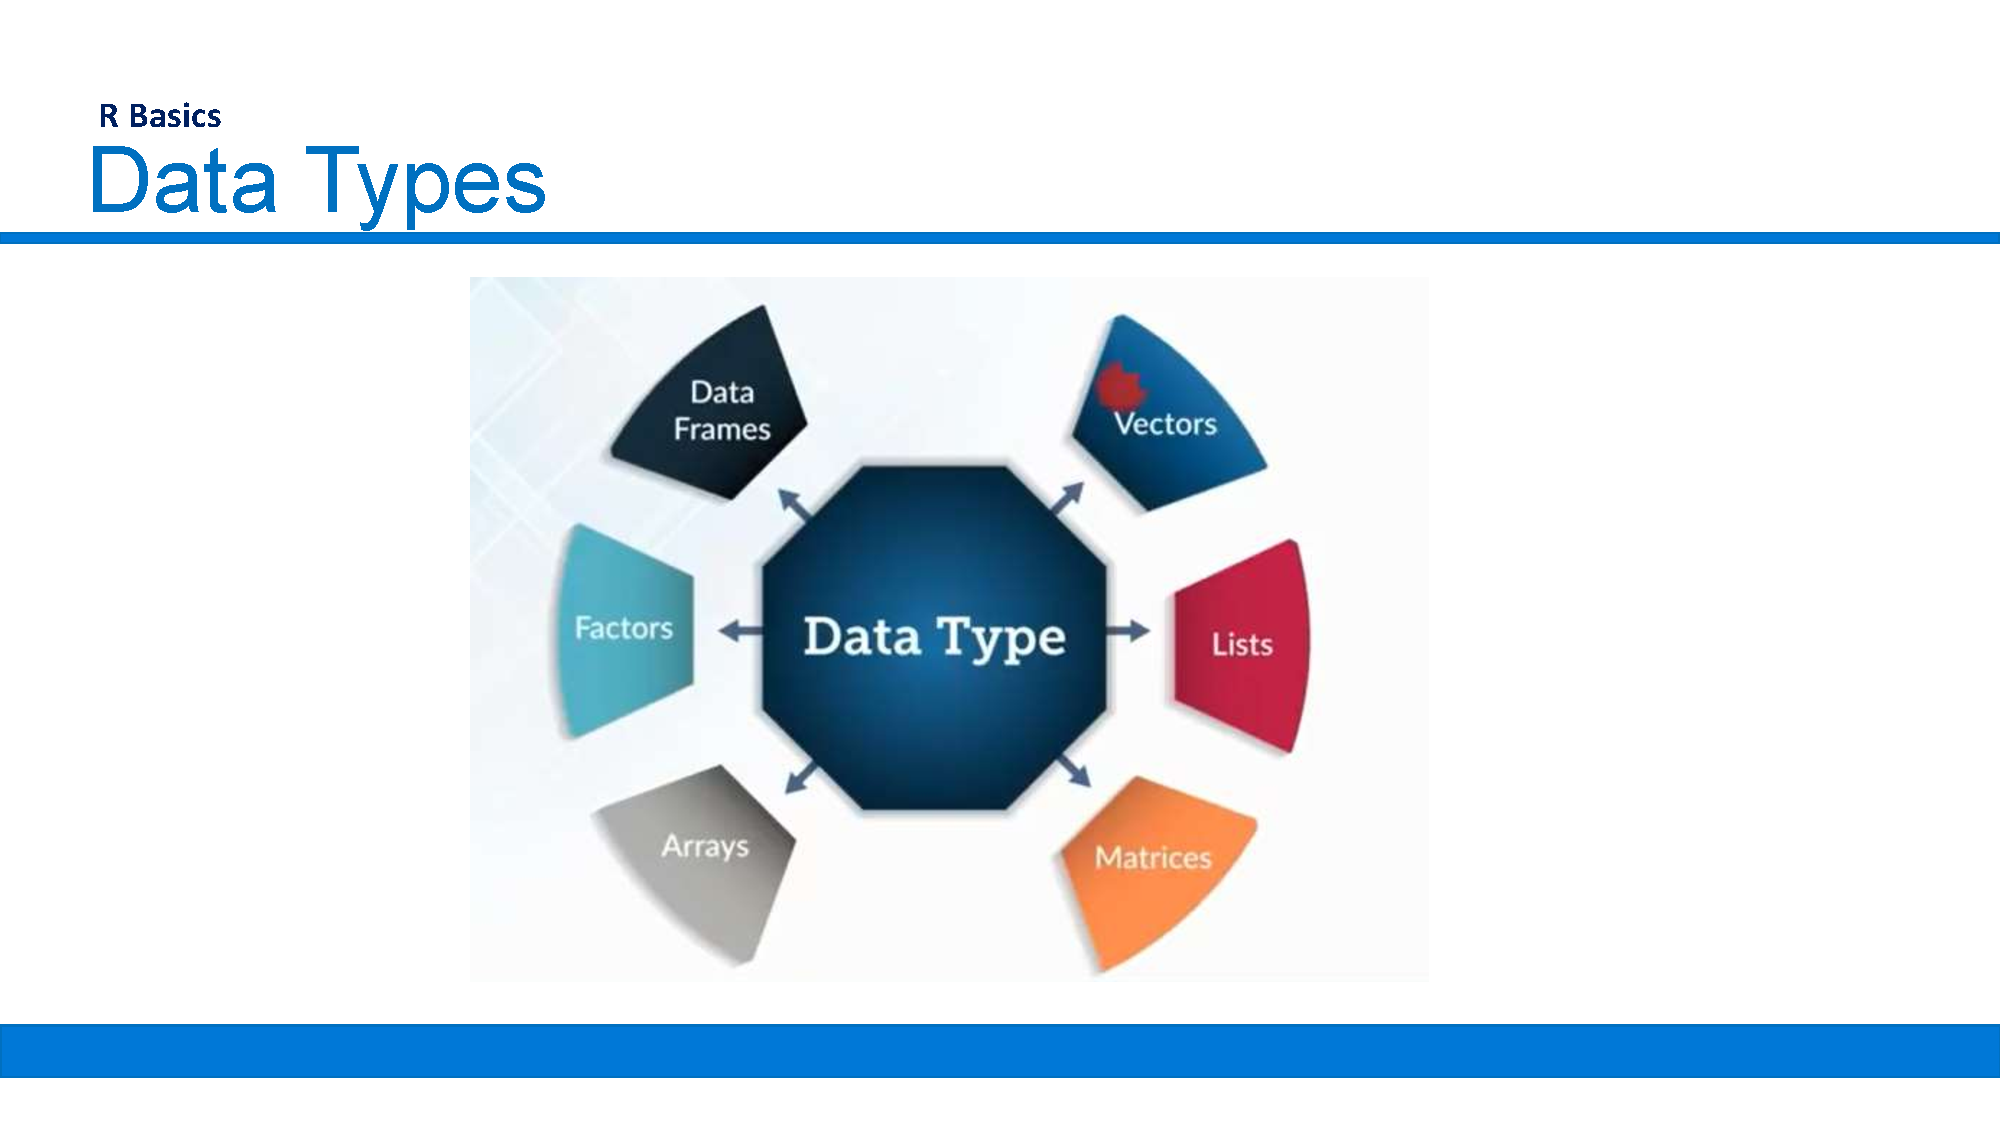 R Basics
Data Types
Data
Frames
Vectors
Factors
Data Type
Lists
Arrays
Matrices